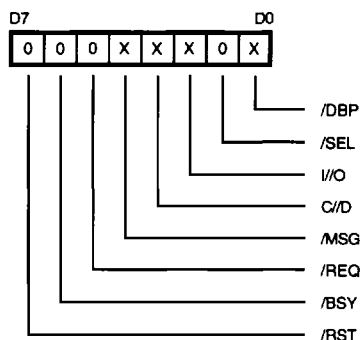 D7 D0
0 0 0 X X X 0 X
/DBP
/SEL
I//O
C//D
/MSG
/REQ
/BSY
/RST